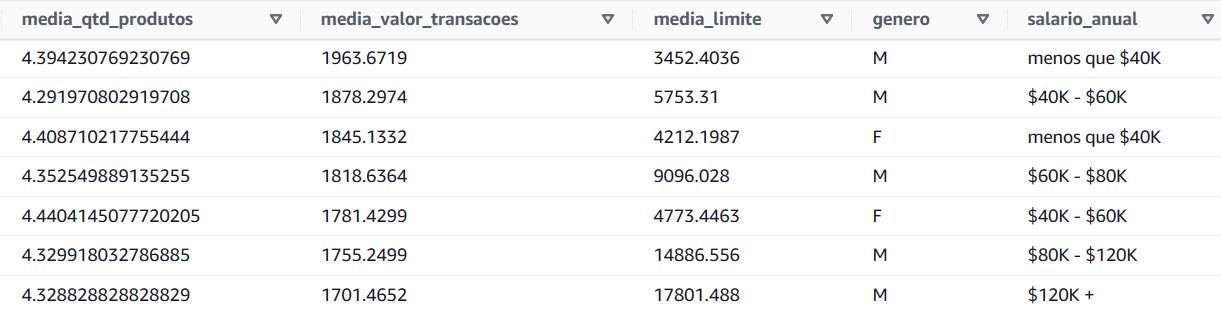 media_qtd_produtos media_valor_transacoes media_limite genero salario_anual
4.394230769230769 1963.6719 3452.4036 M menos que $40K
4.291970802919708 1878.2974 5753.31 M $40K - $60K
4.408710217755444 1845.1332 4212.1987 F menos que $40K
4.352549889135255 1818.6364 9096.028 M $60K - $80K
4.4404145077720205 1781.4299 4773.4463 F $40K - $60K
4.329918032786885 1755.2499 14886.556 M $80K - $120K
4.328828828828829 1701.4652 17801.488 M $120K +